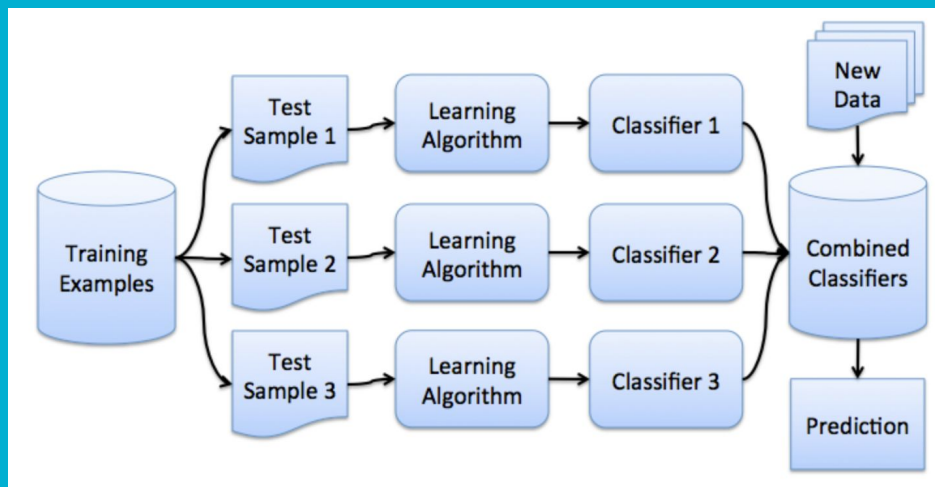 Training
Examples
Test
Sample 1
Learning
Algorithm
Classifier 1
Test
Sample 2
Learning
Algorithm
Classifier 2
Test
Sample 3
Learning
Algorithm
Classifier 3
New
Data
Combined
Classifiers
Prediction